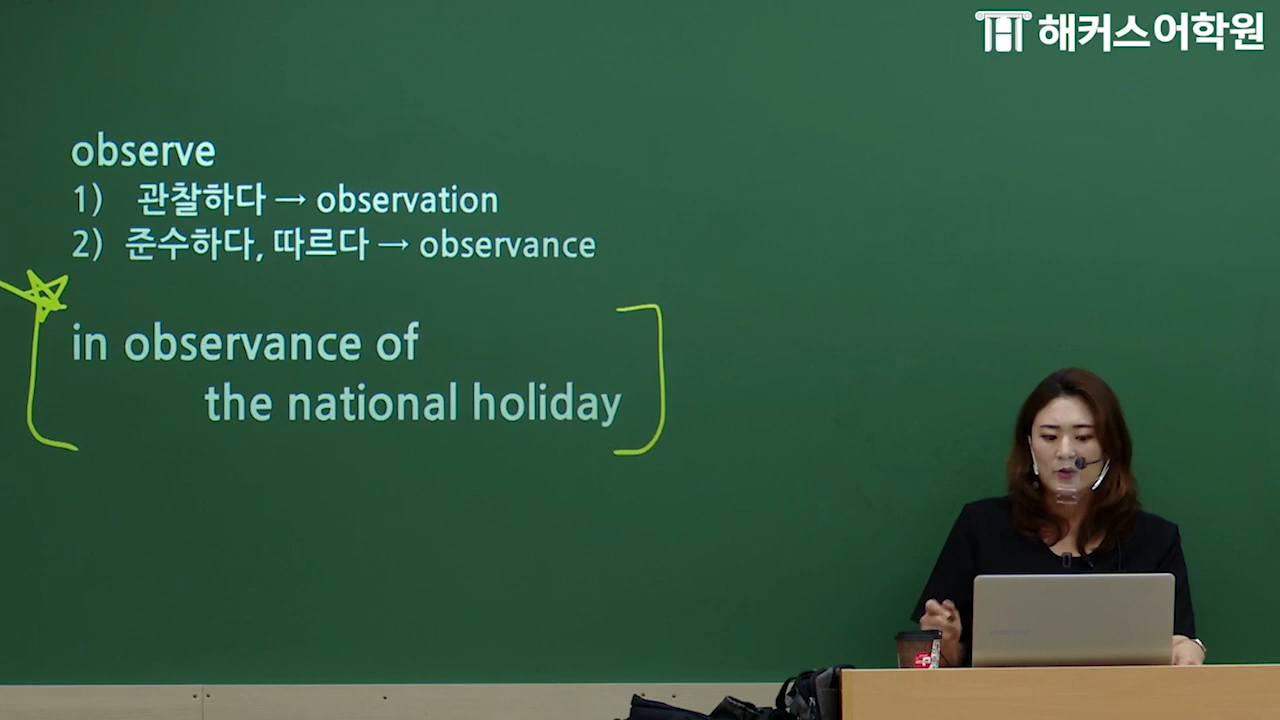 해커스어학원
observe
1) 관찰하다 → observation
2) 준수하다, 따르다 → observance
in observance of
the national holiday